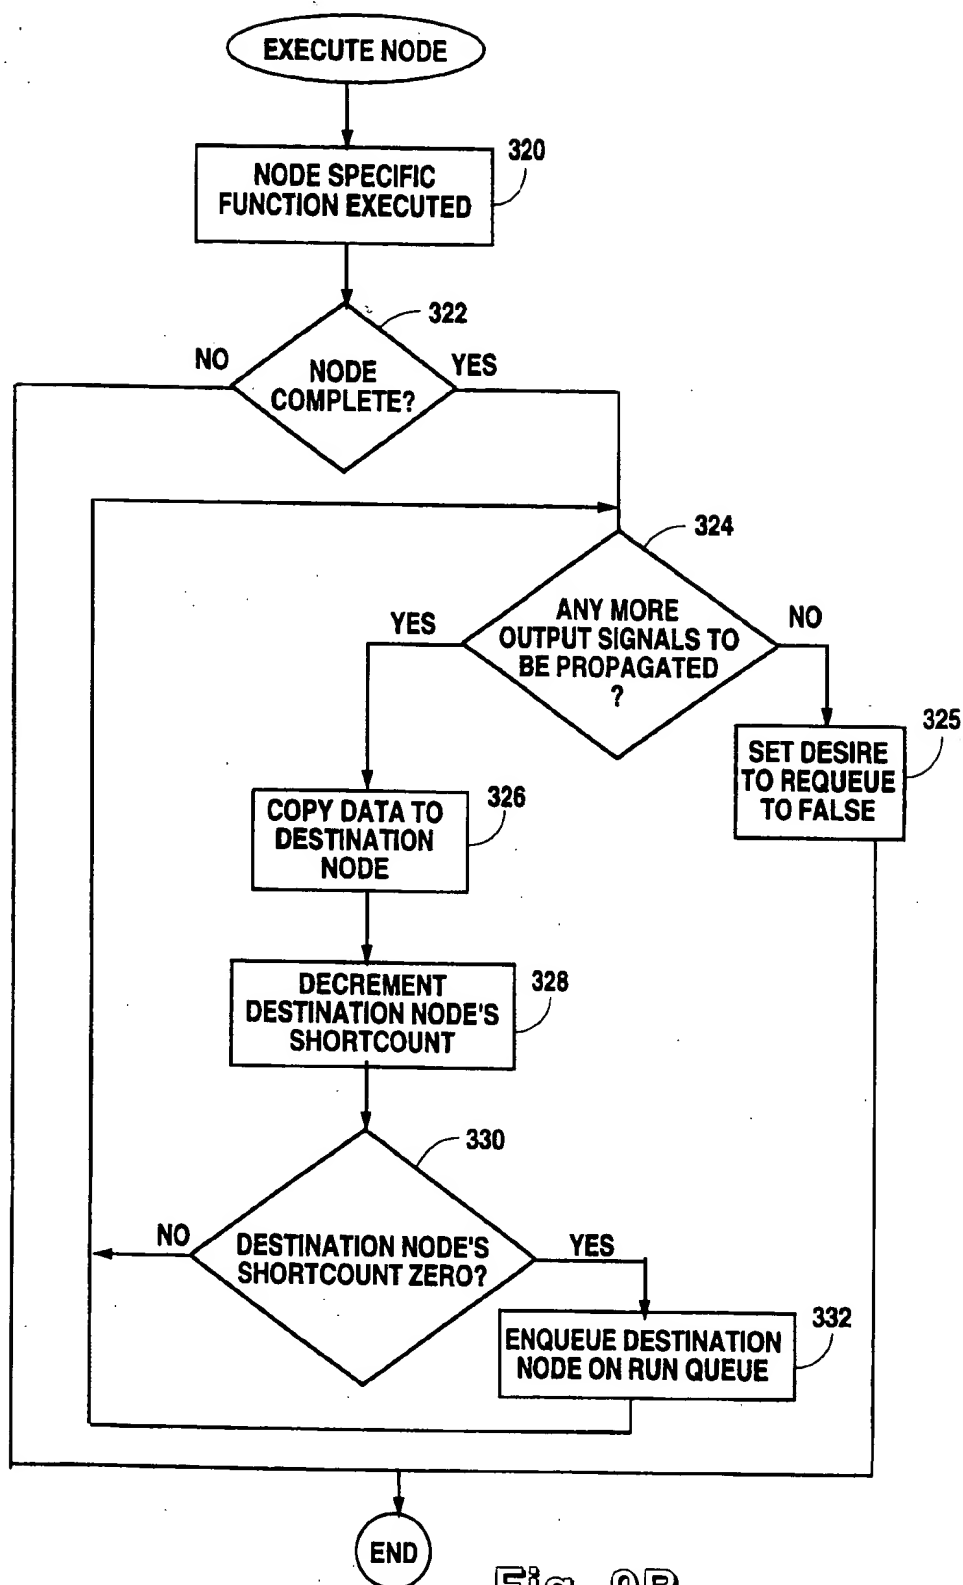 EXECUTE NODE
320
NODE SPECIFIC
FUNCTION EXECUTED
322
NO
YES
NODE
COMPLETE?
324
YES
NO
ANY MORE
OUTPUT SIGNALS TO
BE PROPAGATED
?
325
SET DESIRE
TO REQUEUE
TO FALSE
326
COPY DATA TO
DESTINATION
NODE
328
DECREMENT
DESTINATION NODE'S
SHORTCOUNT
330
NO
YES
DESTINATION NODE'S
SHORTCOUNT ZERO?
332
ENQUEUE DESTINATION
NODE ON RUN QUEUE
END
Fig.